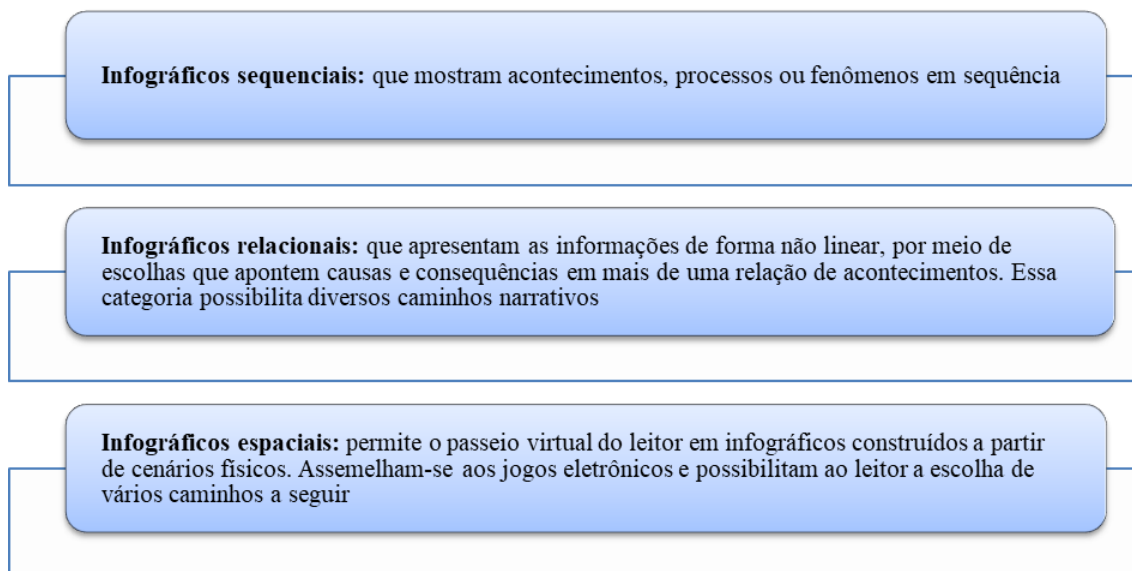 Infográficos sequenciais: que mostram acontecimentos, processos ou fenômenos em sequência
Infográficos relacionais: que apresentam as informações de forma não linear, por meio de
escolhas que apontem causas e consequências em mais de uma relação de acontecimentos. Essa
categoria possibilita diversos caminhos narrativos
Infográficos espaciais: permite o passeio virtual do leitor em infográficos construídos a partir
de cenários físicos. Assemelham-se aos jogos eletrônicos e possibilitam ao leitor a escolha de
vários caminhos a seguir